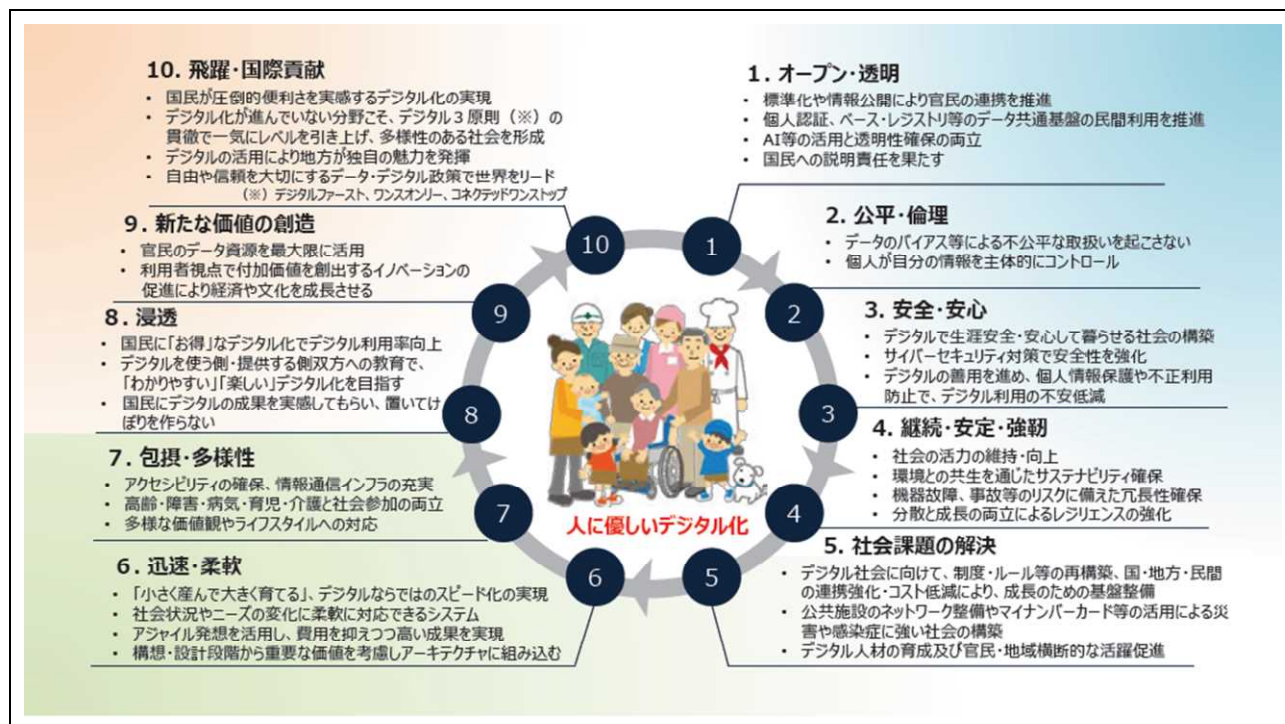 10. 飛躍・国際貢献
・ 国民が圧倒的便利さを実感するデジタル化の実現
・ デジタル化が進んでいない分野こそ、デジタル3原則（※）の
貫徹で一気にレベルを引き上げ、多様性のある社会を形成
・ デジタルの活用により地方が独自の魅力を発揮
・ 自由や信頼を大切にするデータ・デジタル政策で世界をリード
（※）デジタルファースト、ワンスオンリー、コネクテッドワンストップ
1. オープン・透明
・ 標準化や情報公開により官民の連携を推進
・ 個人認証、ベース・レジストリ等のデータ共通基盤の民間利用を推進
・ AI等の活用と透明性確保の両立
・ 国民への説明責任を果たす
9. 新たな価値の創造
・ 官民のデータ資源を最大限に活用
・ 利用者視点で付加価値を創出するイノベーションの
促進により経済や文化を成長させる
2. 公平・倫理
・ データのバイアス等による不公平な取扱いを起こさない
・ 個人が自分の情報を主体的にコントロール
8. 浸透
・ 国民に「お得」なデジタル化でデジタル利用率向上
・ デジタルを使う側・提供する側双方への教育で、
「わかりやすい」「楽しい」デジタル化を目指す
・ 国民にデジタルの成果を実感してもらい、置いてけ
ぼりを作らない
3. 安全・安心
・ デジタルで生涯安全・安心して暮らせる社会の構築
・ サイバーセキュリティ対策で安全性を強化
・ デジタルの善用を進め、個人情報保護や不正利用
防止で、デジタル利用の不安低減
7. 包摂・多様性
・ アクセシビリティの確保、情報通信インフラの充実
・ 高齢・障害・病気・育児・介護と社会参加の両立
・ 多様な価値観やライフスタイルへの対応
4. 継続・安定・強靭
・ 社会の活力の維持・向上
・ 環境との共生を通じたサステナビリティ確保
・ 機器故障、事故等のリスクに備えた冗長性確保
・ 分散と成長の両立によるレジリエンスの強化
6. 迅速・柔軟
・ 「小さく産んで大きく育てる」、デジタルならではのスピード化の実現
・ 社会状況やニーズの変化に柔軟に対応できるシステム
・ アジャイル発想を活用し、費用を抑えつつ高い成果を実現
・ 構想・設計段階から重要な価値を考慮しアーキテクチャに組み込む
5. 社会課題の解決
・ デジタル社会に向けて、制度・ルール等の再構築、国・地方・民間
の連携強化・コスト低減により、成長のための基盤整備
・ 公共施設のネットワーク整備やマイナンバーカード等の活用による災
害や感染症に強い社会の構築
・ デジタル人材の育成及び官民・地域横断的な活躍促進
10
1
9
2
8
3
7
4
6
5
人に優しいデジタル化